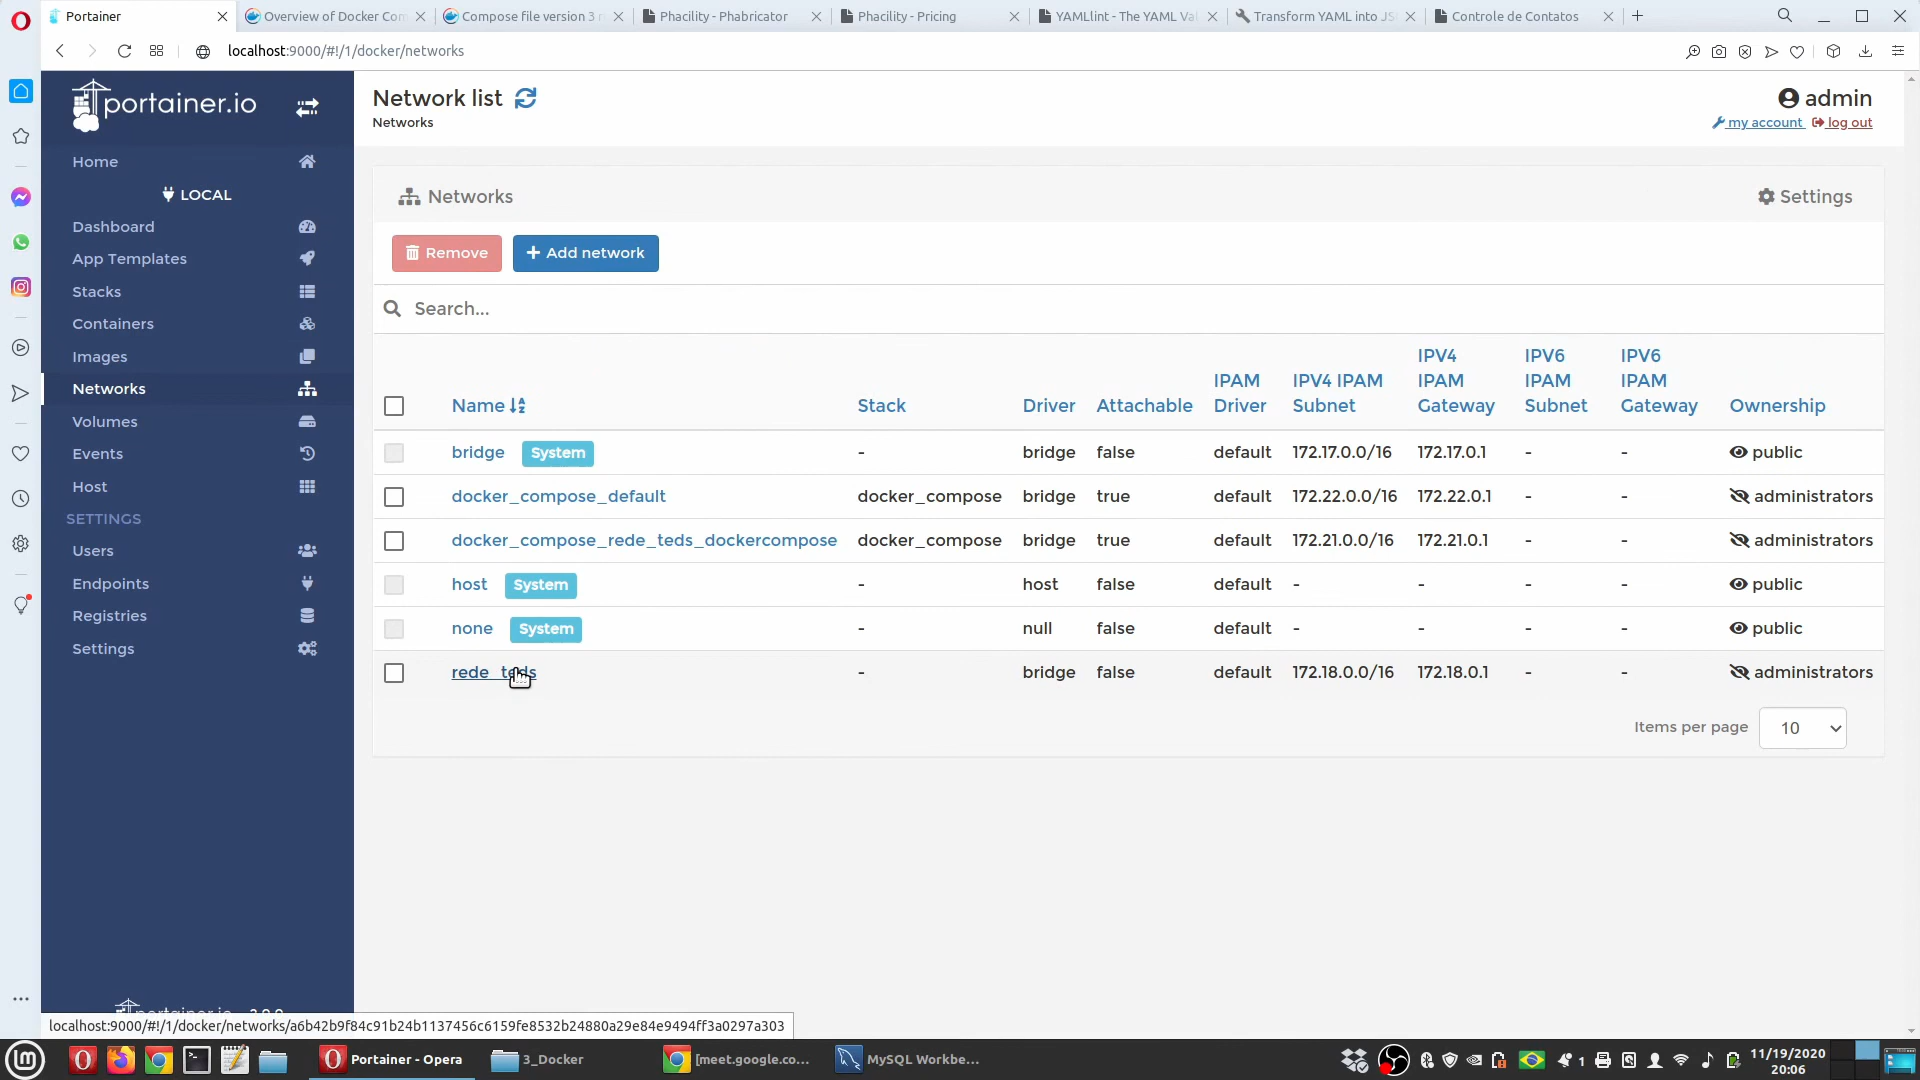 Portainer
Overview of Docker Com
Compose file version 3 r
Phacility - Phabricator
Phacility - Pricing
YAMLlint - The YAML Va
Transform YAML into JS
Controle de Contatos
localhost:9000/#!/1/docker/networks
portainer.io
Home
LOCAL
Dashboard
App Templates
Stacks
Containers
Images
Networks
Volumes
Events
Host
SETTINGS
Users
Endpoints
Registries
Settings
Network list
Networks
admin
my account log out
Networks
Settings
Remove
+ Add network
Search...
Name Stack Driver Attachable IPAM Driver IPV4 IPAM Subnet IPV4 IPAM Gateway IPV6 IPAM Subnet IPV6 IPAM Gateway Ownership
bridge System - bridge false default 172.17.0.0/16 172.17.0.1 - - public
docker_compose_default docker_compose bridge true default 172.22.0.0/16 172.22.0.1 - - administrators
docker_compose_rede_teds_dockercompose docker_compose bridge true default 172.21.0.0/16 172.21.0.1 - - administrators
host System - host false default - - - - public
none System - null false default - - - - public
rede_teds - bridge false default 172.18.0.0/16 172.18.0.1 - - administrators
Items per page 10
localhost:9000/#!/1/docker/networks/a6b42b9f84c91b24b1137456c6159fe8532b24880a29e84e9494ff3a0297a303
Portainer - Opera
3_Docker
[meet.google.co...
MySQL Workbe...
1
11/19/2020
20:06